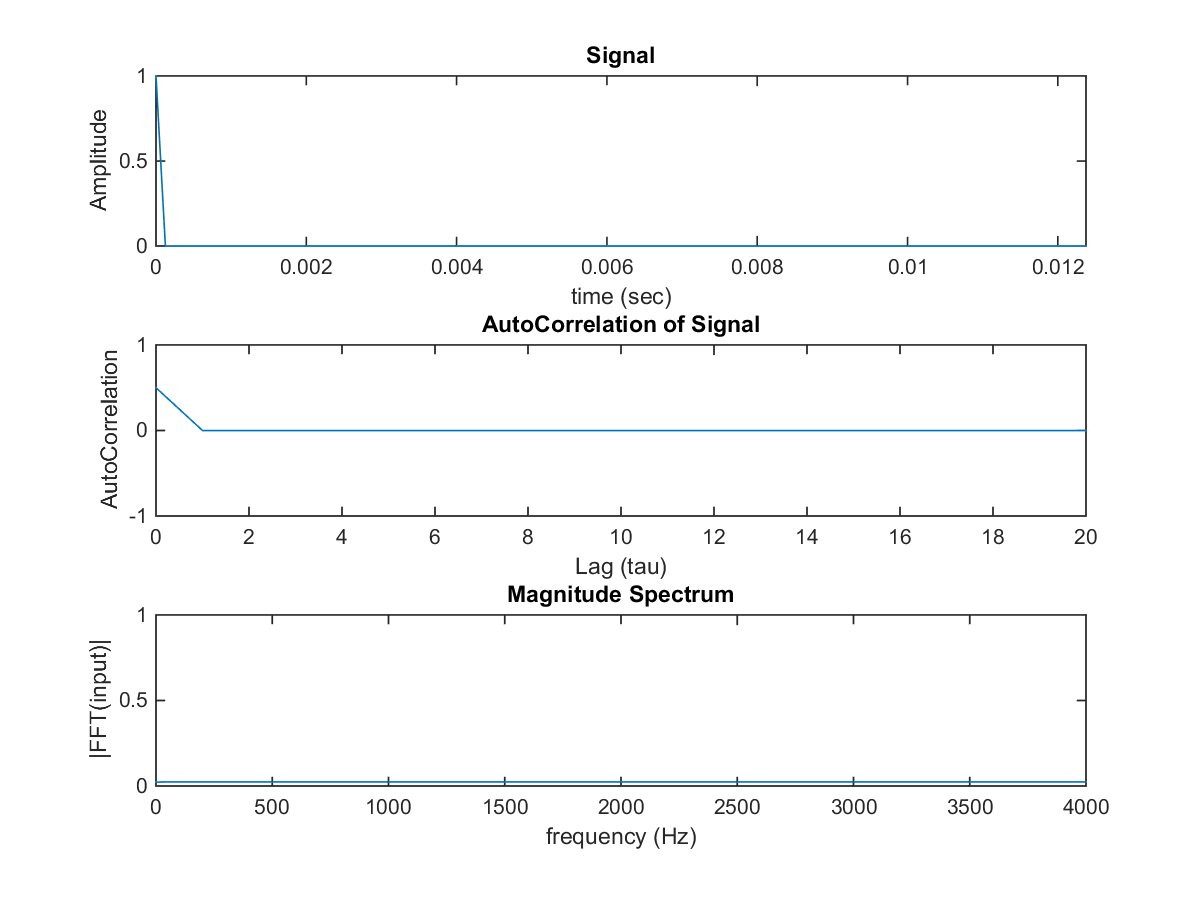 Signal
1
0.5
0
Amplitude
0 0.002 0.004 0.006 0.008 0.01 0.012
time (sec)
AutoCorrelation of Signal
1
0
-1
AutoCorrelation
0 2 4 6 8 10 12 14 16 18 20
Lag (tau)
Magnitude Spectrum
1
0.5
0
|FFT(input)|
0 500 1000 1500 2000 2500 3000 3500 4000
frequency (Hz)